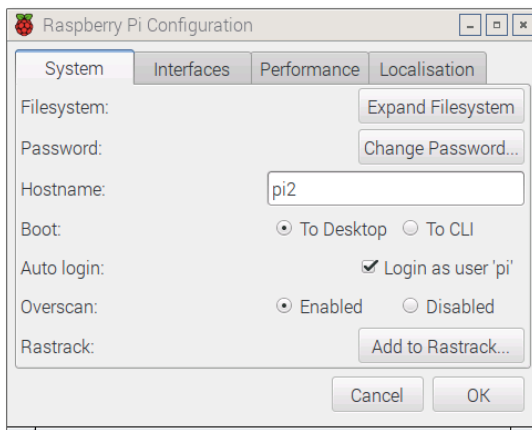 Raspberry Pi Configuration
System Interfaces Performance Localisation
Filesystem: Expand Filesystem
Password: Change Password...
Hostname: pi2
Boot: To Desktop To CLI
Auto login: Login as user 'pi'
Overscan: Enabled Disabled
Rastrack: Add to Rastrack...
Cancel OK